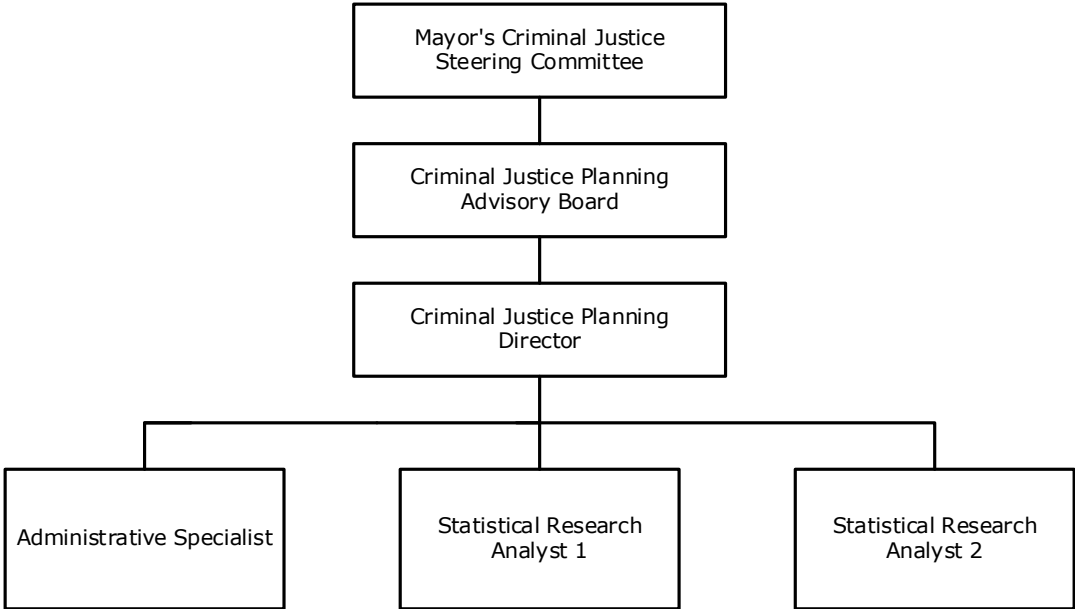 Mayor's Criminal Justice
Steering Committee
Criminal Justice Planning
Advisory Board
Criminal Justice Planning
Director
Administrative Specialist
Statistical Research
Analyst 1
Statistical Research
Analyst 2